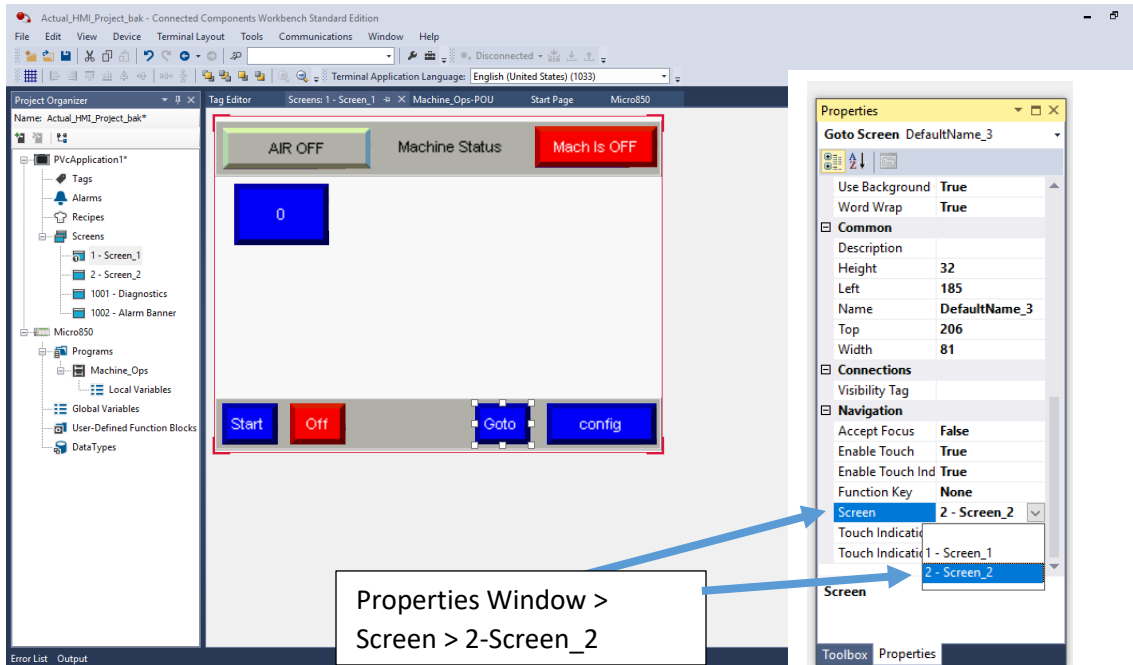 Actual_HMI_Project_bak - Connected Components Workbench Standard Edition
File Edit View Device Terminal Layout Tools Communications Window Help
Disconnected
Terminal Application Language: English (United States) (1033)
Project Organizer
Name: Actual_HMI_Project_bak*
PVcApplication1*
Tags
Alarms
Recipes
Screens
1 - Screen_1
2 - Screen_2
1001 - Diagnostics
1002 - Alarm Banner
Micro850
Programs
Machine_Ops
Local Variables
Global Variables
User-Defined Function Blocks
DataTypes
Error List Output
Tag Editor Screens: 1 - Screen_1 Machine_Ops-POU Start Page Micro850
AIR OFF Machine Status Mach Is OFF
0
Start Off Goto config
Properties Window >
Screen > 2-Screen_2
Properties
Goto Screen DefaultName_3
Use Background True
Word Wrap True
Common
Description
Height 32
Left 185
Name DefaultName_3
Top 206
Width 81
Connections
Visibility Tag
Navigation
Accept Focus False
Enable Touch True
Enable Touch Ind True
Function Key None
Screen 2 - Screen_2
Touch Indicatic
Touch Indicatic 1 - Screen_1
2 - Screen_2
Screen
Toolbox Properties